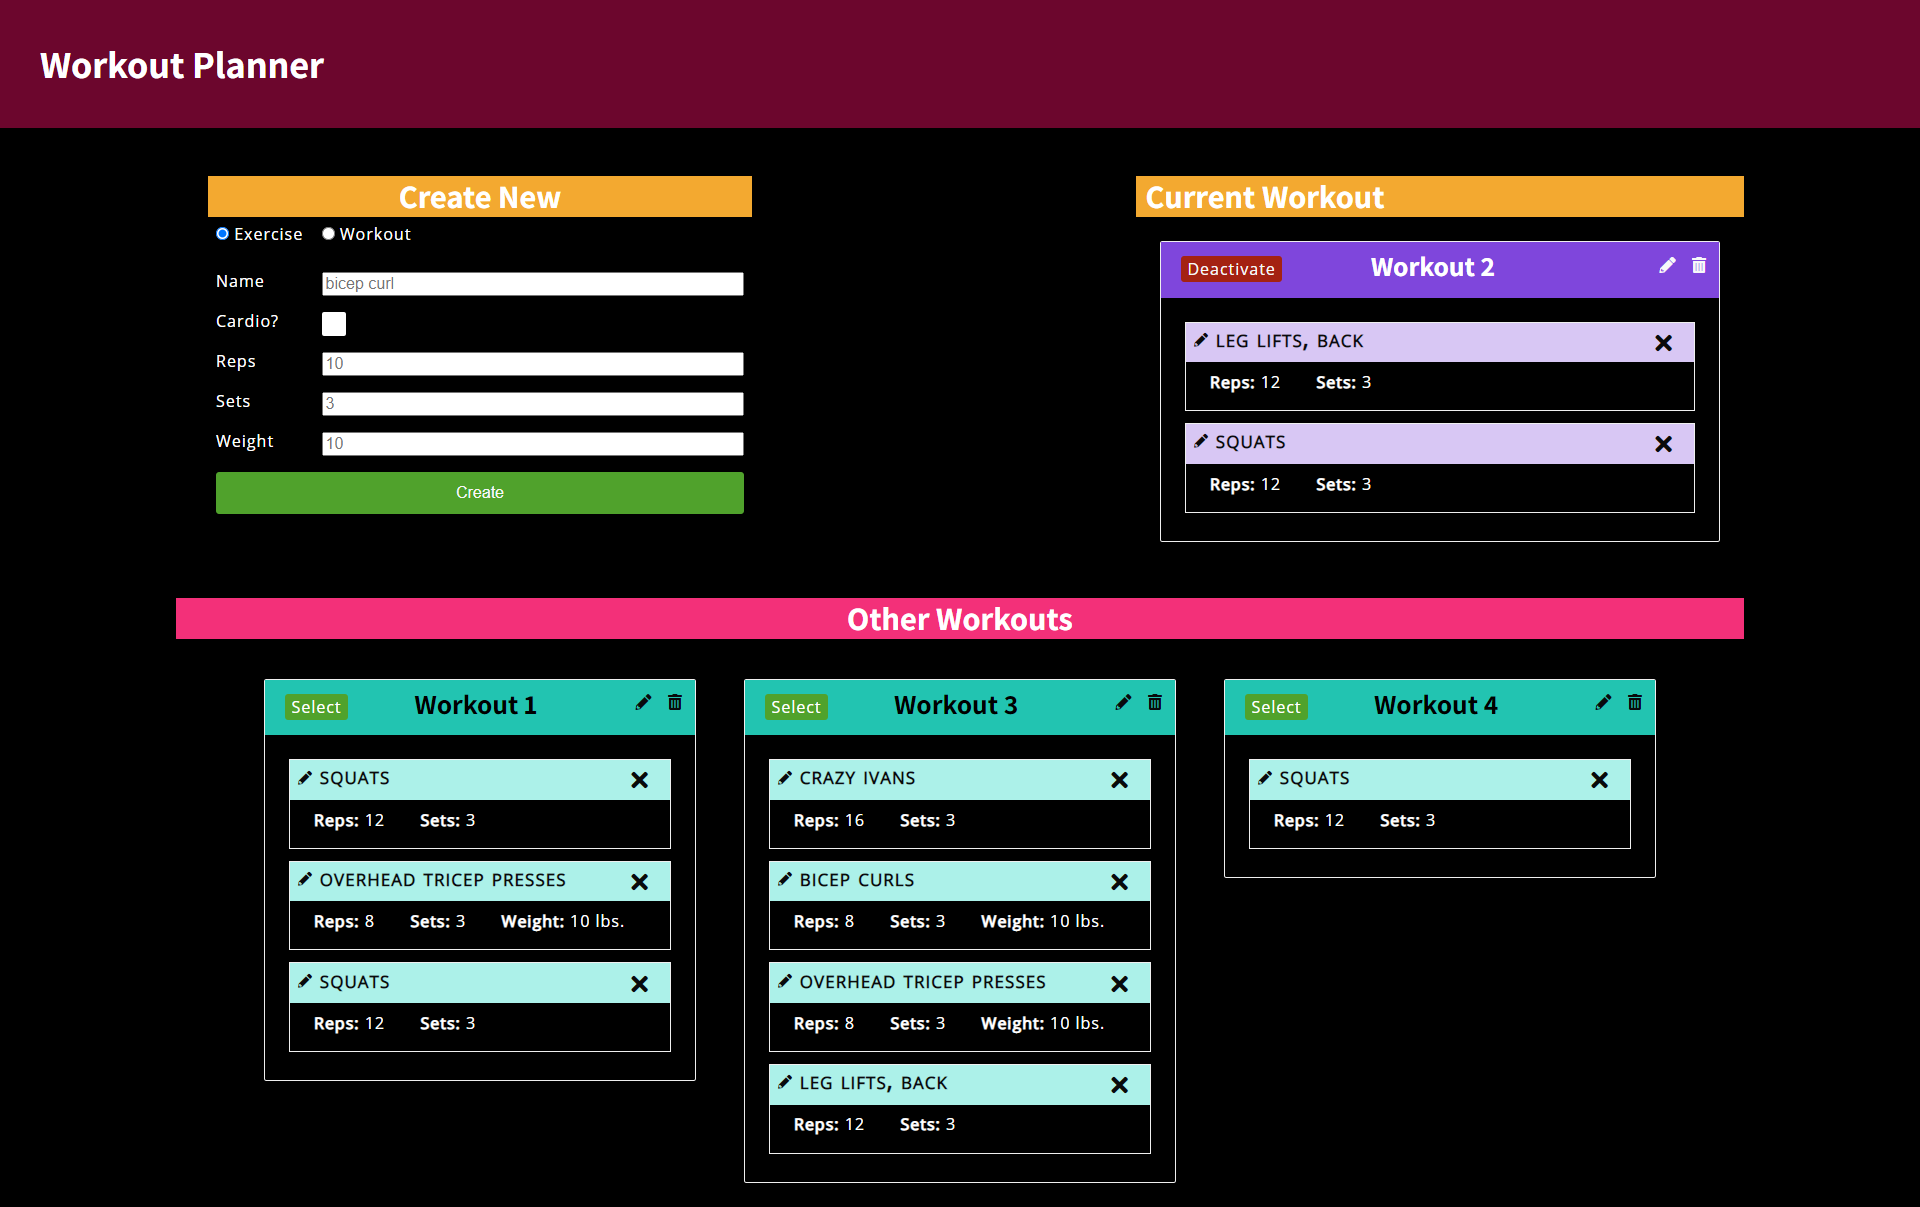 Workout Planner
Create New
Exercise Workout
Name bicep curl
Cardio?
Reps 10
Sets 3
Weight 10
Create
Current Workout
Deactivate Workout 2
LEG LIFTS, BACK
Reps: 12 Sets: 3
SQUATS
Reps: 12 Sets: 3
Other Workouts
Select Workout 1
SQUATS
Reps: 12 Sets: 3
OVERHEAD TRICEP PRESSES
Reps: 8 Sets: 3 Weight: 10 lbs.
SQUATS
Reps: 12 Sets: 3
Select Workout 3
CRAZY IVANS
Reps: 16 Sets: 3
BICEP CURLS
Reps: 8 Sets: 3 Weight: 10 lbs.
OVERHEAD TRICEP PRESSES
Reps: 8 Sets: 3 Weight: 10 lbs.
LEG LIFTS, BACK
Reps: 12 Sets: 3
Select Workout 4
SQUATS
Reps: 12 Sets: 3